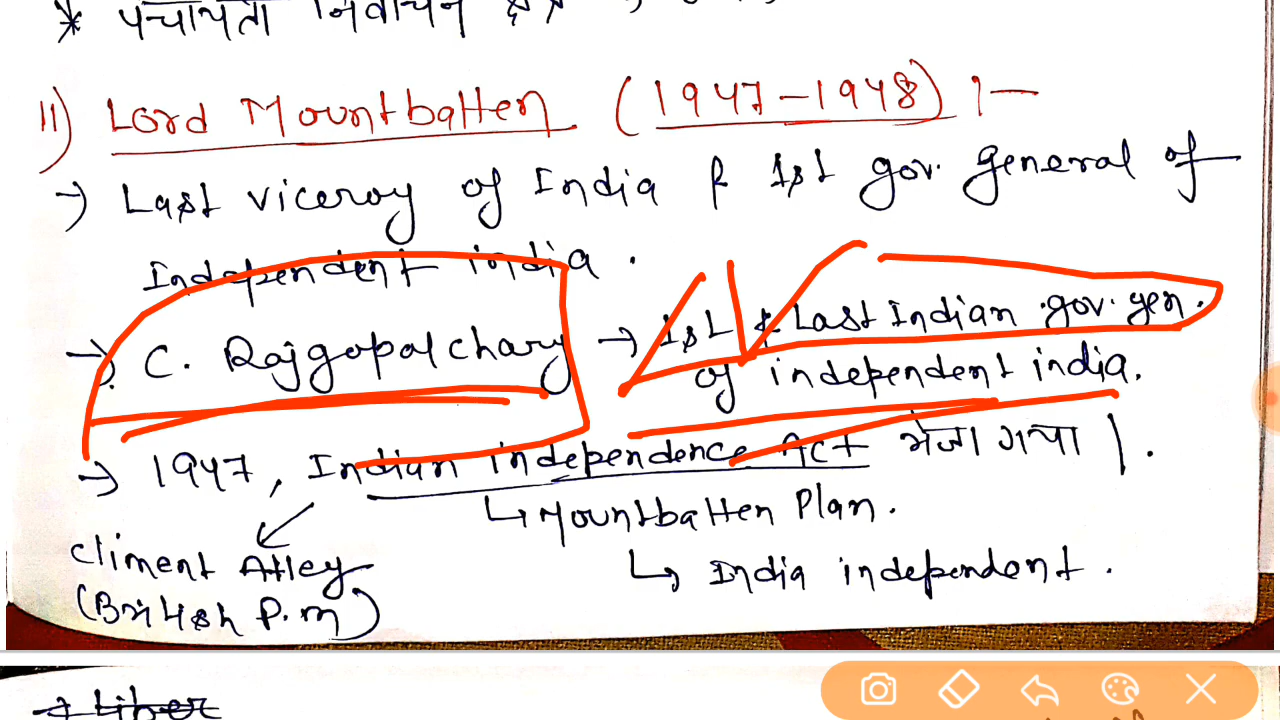 * पंचायती निर्वाचन क्षेत्र
11) Lord Mountbatten (1947-1948) :-
→ Last viceroy of India & 1st gov. general of
Independent india.
→ C. Rajgopalchary → 1st & Last Indian gov. gen.
of independent india.
→ 1947, Indian independence Act भेजा गया |.
↳ Mountbatten Plan.
Climent Atley
(British P.m)
↳ India independent.
→ Liber